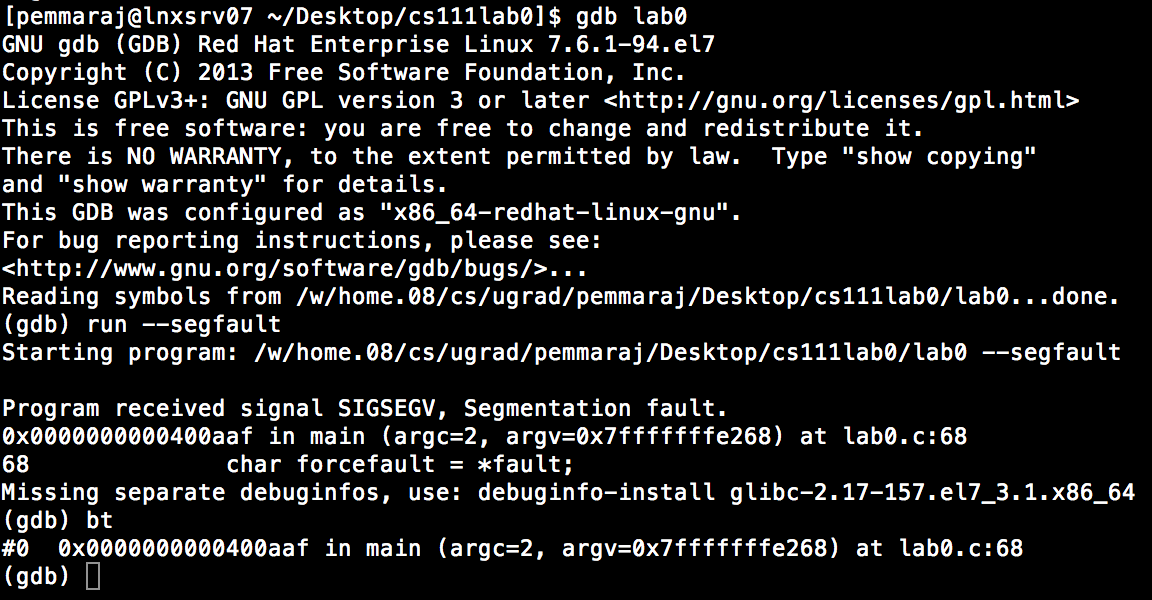 [pemmaraj@lnxsrv07 ~/Desktop/cs111lab0]$ gdb lab0
GNU gdb (GDB) Red Hat Enterprise Linux 7.6.1-94.el7
Copyright (C) 2013 Free Software Foundation, Inc.
License GPLv3+: GNU GPL version 3 or later <http://gnu.org/licenses/gpl.html>
This is free software: you are free to change and redistribute it.
There is NO WARRANTY, to the extent permitted by law.  Type "show copying"
and "show warranty" for details.
This GDB was configured as "x86_64-redhat-linux-gnu".
For bug reporting instructions, please see:
<http://www.gnu.org/software/gdb/bugs/>...
Reading symbols from /w/home.08/cs/ugrad/pemmaraj/Desktop/cs111lab0/lab0...done.
(gdb) run --segfault
Starting program: /w/home.08/cs/ugrad/pemmaraj/Desktop/cs111lab0/lab0 --segfault

Program received signal SIGSEGV, Segmentation fault.
0x0000000000400aaf in main (argc=2, argv=0x7fffffffe268) at lab0.c:68
68              char forcefault = *fault;
Missing separate debuginfos, use: debuginfo-install glibc-2.17-157.el7_3.1.x86_64
(gdb) bt
#0  0x0000000000400aaf in main (argc=2, argv=0x7fffffffe268) at lab0.c:68
(gdb)